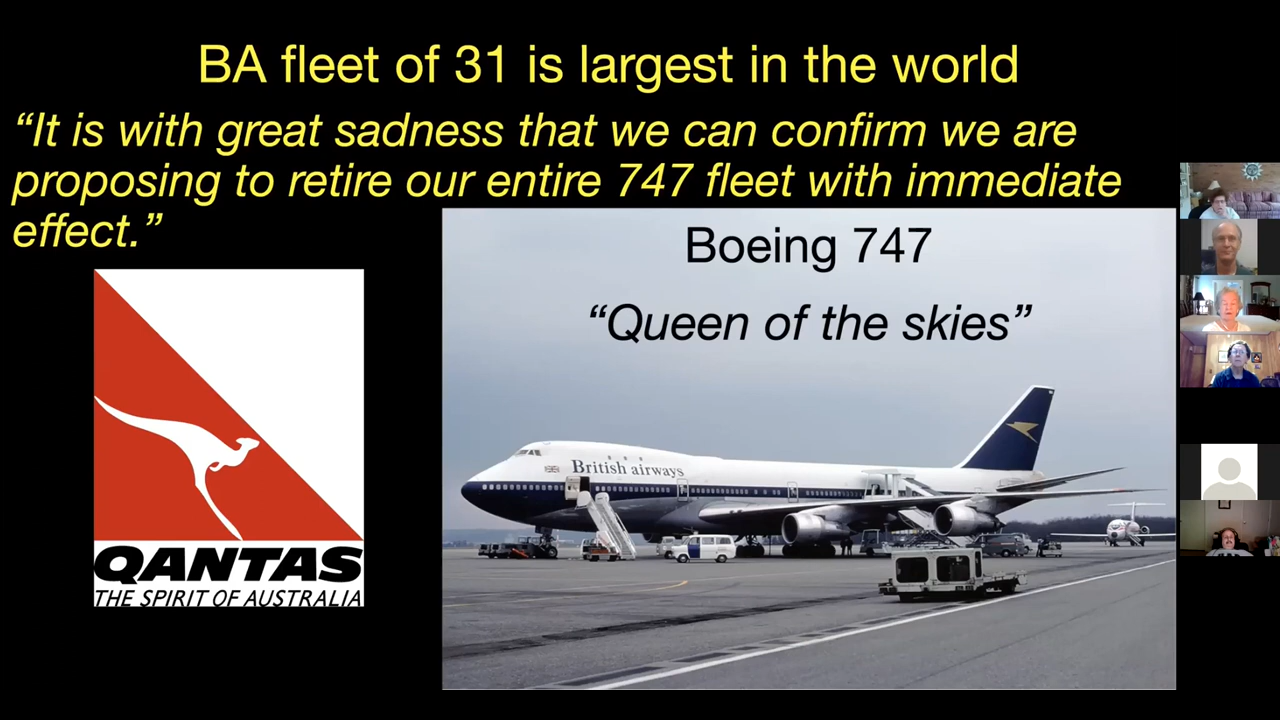 BA fleet of 31 is largest in the world
“It is with great sadness that we can confirm we are
proposing to retire our entire 747 fleet with immediate
effect.”
Boeing 747
“Queen of the skies”
British airways
QANTAS
THE SPIRIT OF AUSTRALIA